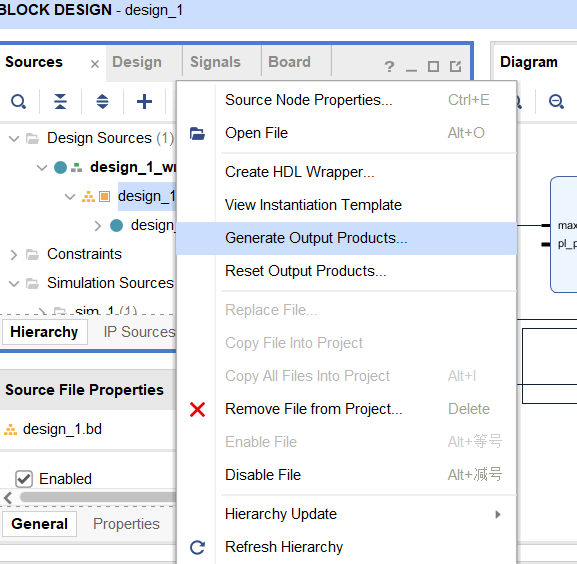 BLOCK DESIGN - design_1
Sources
Design
Signals
Board
Diagram
Design Sources (1)
design_1_wr
design_1
design_
Constraints
Simulation Sources
sim_1 (1)
Hierarchy
IP Sources
Source File Properties
design_1.bd
Enabled
General
Properties
Source Node Properties... Ctrl+E
Open File Alt+O
Create HDL Wrapper...
View Instantiation Template
Generate Output Products...
Reset Output Products...
Replace File...
Copy File Into Project
Copy All Files Into Project Alt+I
Remove File from Project... Delete
Enable File Alt+等号
Disable File Alt+减号
Hierarchy Update
Refresh Hierarchy
max
pl_p